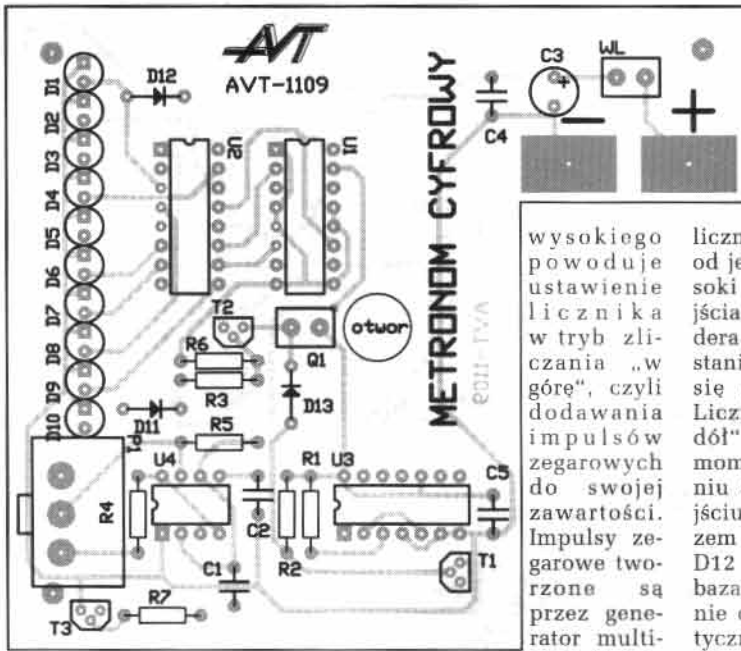 AVT
AVT-1109
METRONOM CYFROWY
C3
WL
+
C4
−
+
D1
D2
D3
D4
D5
D6
D7
D8
D9
D10
D12
U2
U1
T2
Q1
otwor
R6
R3
D13
D11
R5
P1
U4
R4
C2
R1
R2
U3
C5
C1
T1
T3
R7
AVT-1109
wysokiego
powoduje
ustawienie
licznika
w tryb zli-
czania „w
górę", czyli
dodawania
impulsów
zegarowych
do swojej
zawartości.
Impulsy ze-
garowe two-
rzone są
przez gene-
rator multi-
liczn
od je
soki
jścia
dera
stani
się
Licz
dół"
mom
niu
jściu
zem
D12
baza
nie
tyczn